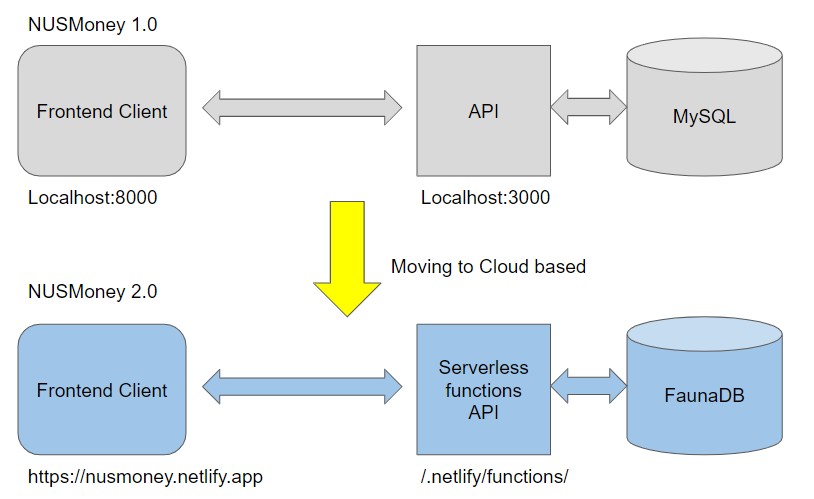 NUSMoney 1.0
Frontend Client
API
MySQL
Localhost:8000
Localhost:3000
Moving to Cloud based
NUSMoney 2.0
Frontend Client
Serverless
functions
API
FaunaDB
https://nusmoney.netlify.app
/.netlify/functions/